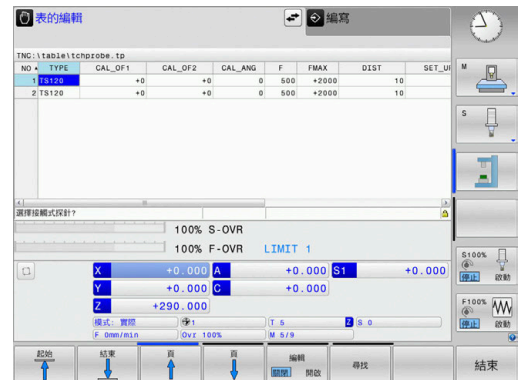 表的編輯
編寫
TNC:\table\tchprobe.tp
NO TYPE CAL_OF1 CAL_OF2 CAL_ANG F FMAX DIST SET_UP
1 TS120 +0 +0 0 500 +2000 10
2 TS120 +0 +0 0 500 +2000 10
選擇接觸式探針?
100% S-OVR
100% F-OVR LIMIT 1
X +0.000 A +0.000 S1 +0.000
Y +0.000 C +0.000
Z +290.000
模式: 實際 1 T 5 Z S 0
F 0mm/min Ovr 100% M 5/9
M
S
S100%
停止 啟動
F100%
停止 啟動
起始 結束 頁 頁 編輯 尋找 結束
關閉 開啟